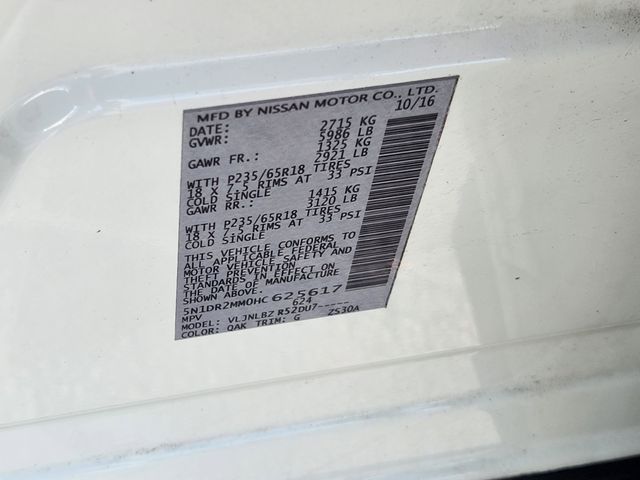 MFD BY NISSAN MOTOR CO., LTD.
10/16
DATE: 2715 KG
GVWR: 5986 LB
1325 KG
GAWR FR.: 2921 LB
WITH P235/65R18 TIRES
18 X 7.5 RIMS AT 33 PSI
COLD SINGLE 1415 KG
GAWR RR.: 3120 LB
WITH P235/65R18 TIRES
18 X 7.5 RIMS AT 33 PSI
COLD SINGLE
THIS VEHICLE CONFORMS TO
ALL APPLICABLE FEDERAL
MOTOR VEHICLE SAFETY AND
THEFT PREVENTION
STANDARDS IN EFFECT ON
THE DATE OF MANUFACTURE
SHOWN ABOVE.
5N1DR2MM0HC 625617
MPV 624
MODEL: VLJNLBZ R52DU7-----
COLOR: QAK TRIM: G ZS30A